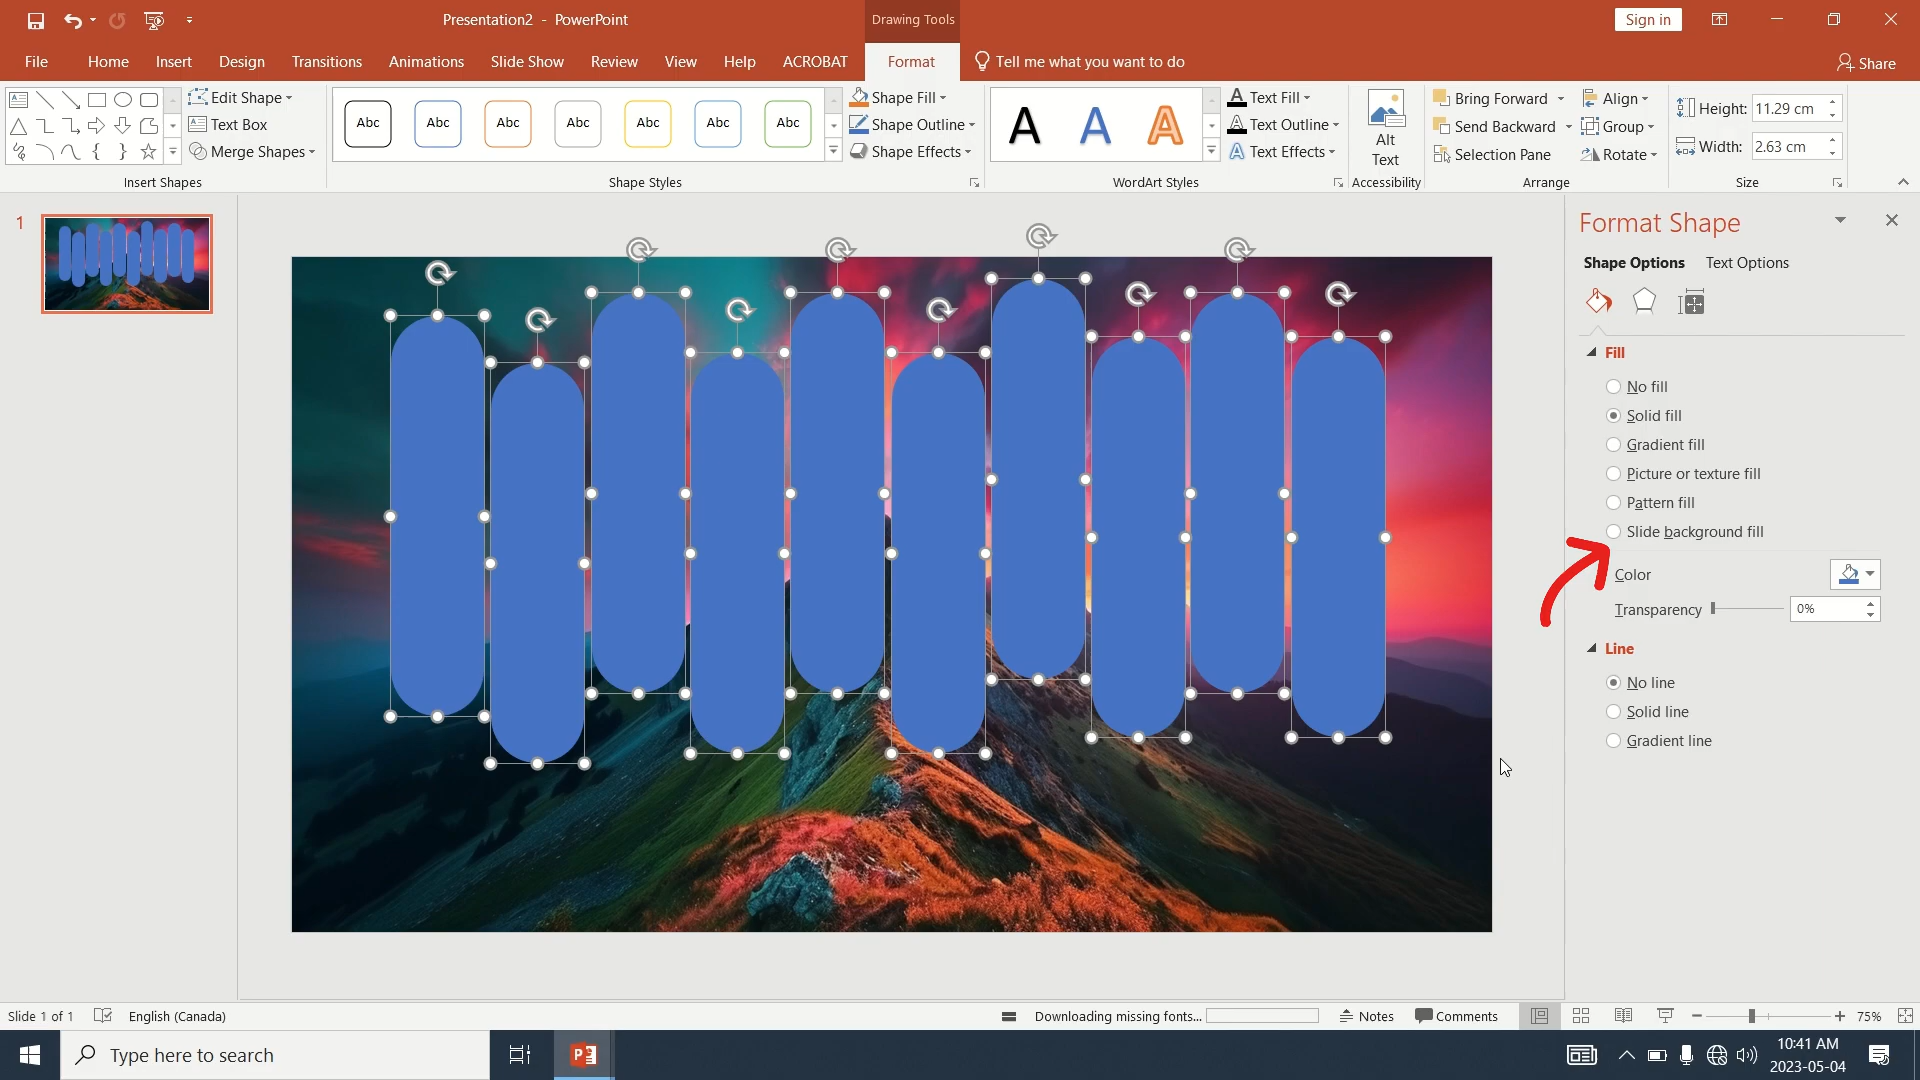 Presentation2 - PowerPoint
Drawing Tools
Sign in
File Home Insert Design Transitions Animations Slide Show Review View Help ACROBAT Format Tell me what you want to do
Share
Edit Shape
Text Box
Merge Shapes
Insert Shapes
Abc Abc Abc Abc Abc Abc Abc
Shape Styles
Shape Fill
Shape Outline
Shape Effects
A A A
WordArt Styles
Text Fill
Text Outline
Text Effects
Alt
Text
Accessibility
Bring Forward
Send Backward
Selection Pane
Align
Group
Rotate
Arrange
Height: 11.29 cm
Width: 2.63 cm
Size
1
Format Shape
Shape Options Text Options
Fill
No fill
Solid fill
Gradient fill
Picture or texture fill
Pattern fill
Slide background fill
Color
Transparency 0%
Line
No line
Solid line
Gradient line
Slide 1 of 1 English (Canada) Downloading missing fonts... Notes Comments 75%
Type here to search
10:41 AM
2023-05-04